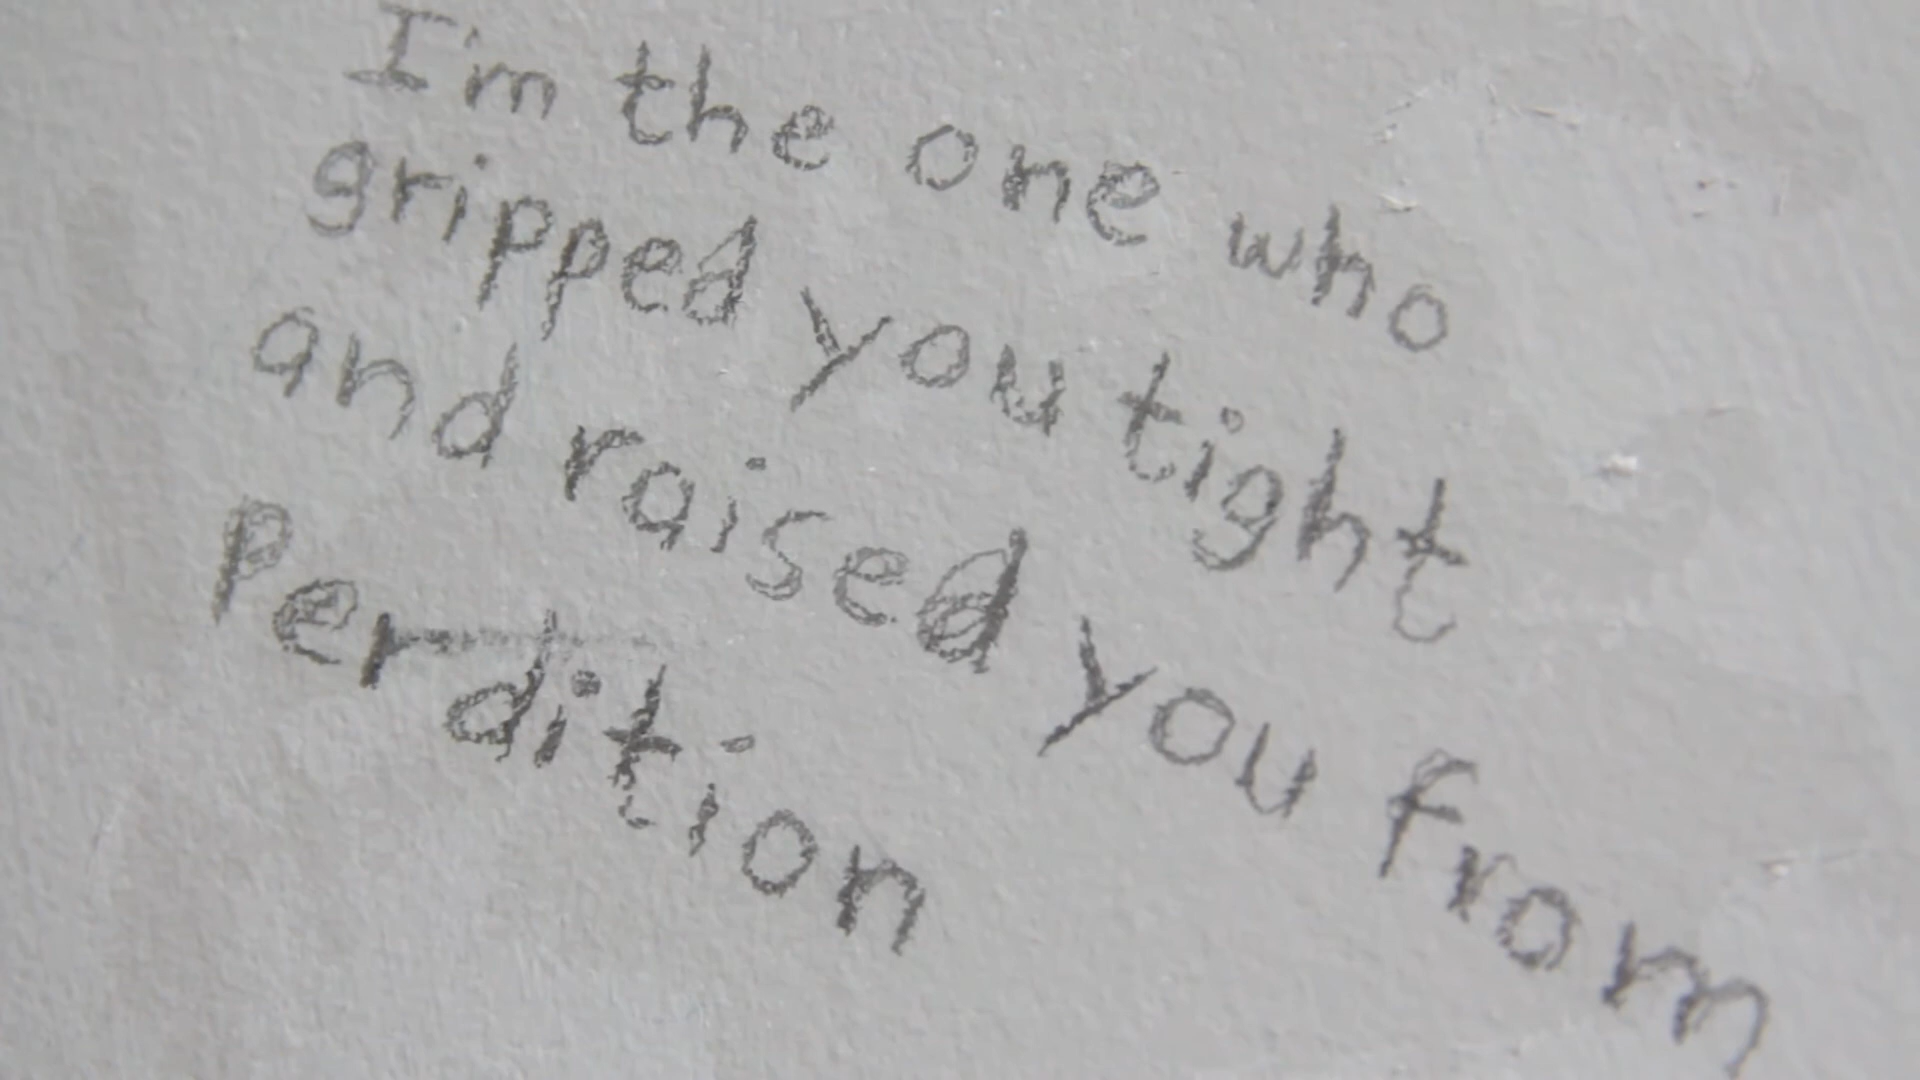 I'm the one who
gripped you tight
and raised you from
Perdition